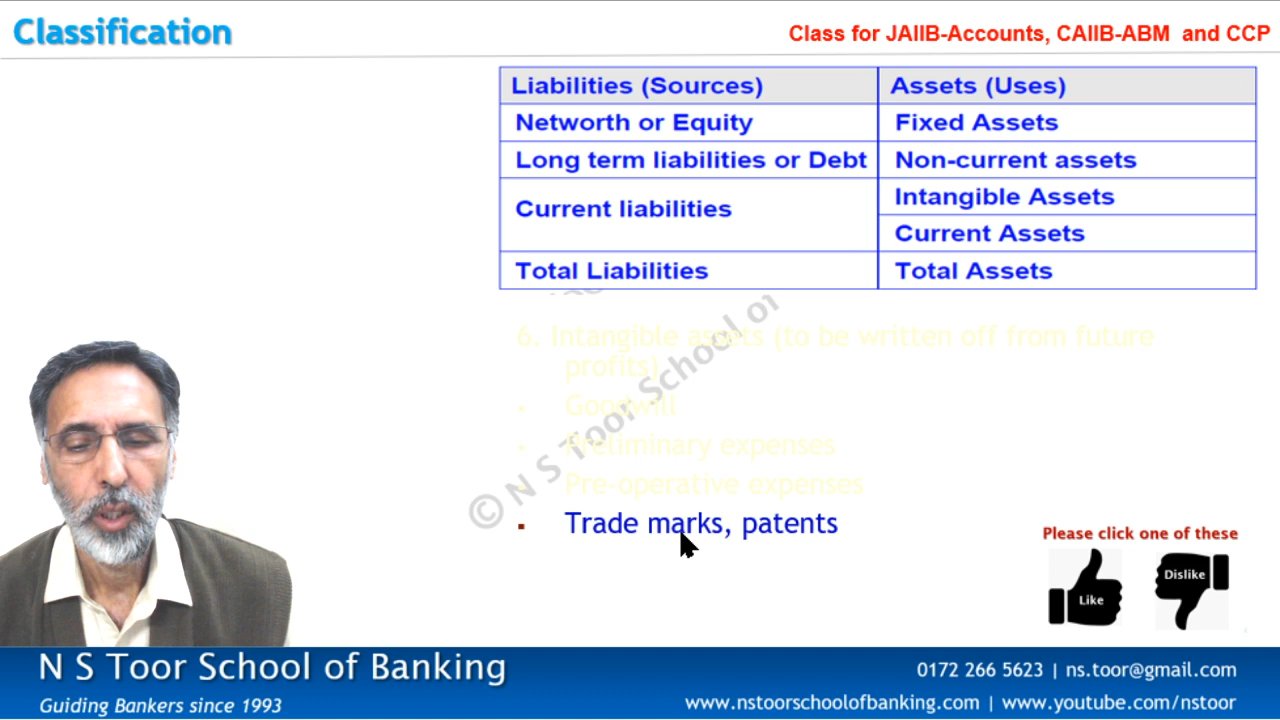 Classification
Class for JAIIB-Accounts, CAIIB-ABM and CCP
Liabilities (Sources) Assets (Uses)
Networth or Equity Fixed Assets
Long term liabilities or Debt Non-current assets
Current liabilities Intangible Assets
Current Assets
Total Liabilities Total Assets
6. Intangible assets (to be written off from future
profits)
Goodwill
Preliminary expenses
Pre-operative expenses
Trade marks, patents
© N S Toor School of
Please click one of these
Like
Dislike
N S Toor School of Banking
Guiding Bankers since 1993
0172 266 5623 | ns.toor@gmail.com
www.nstoorschoolofbanking.com | www.youtube.com/nstoor